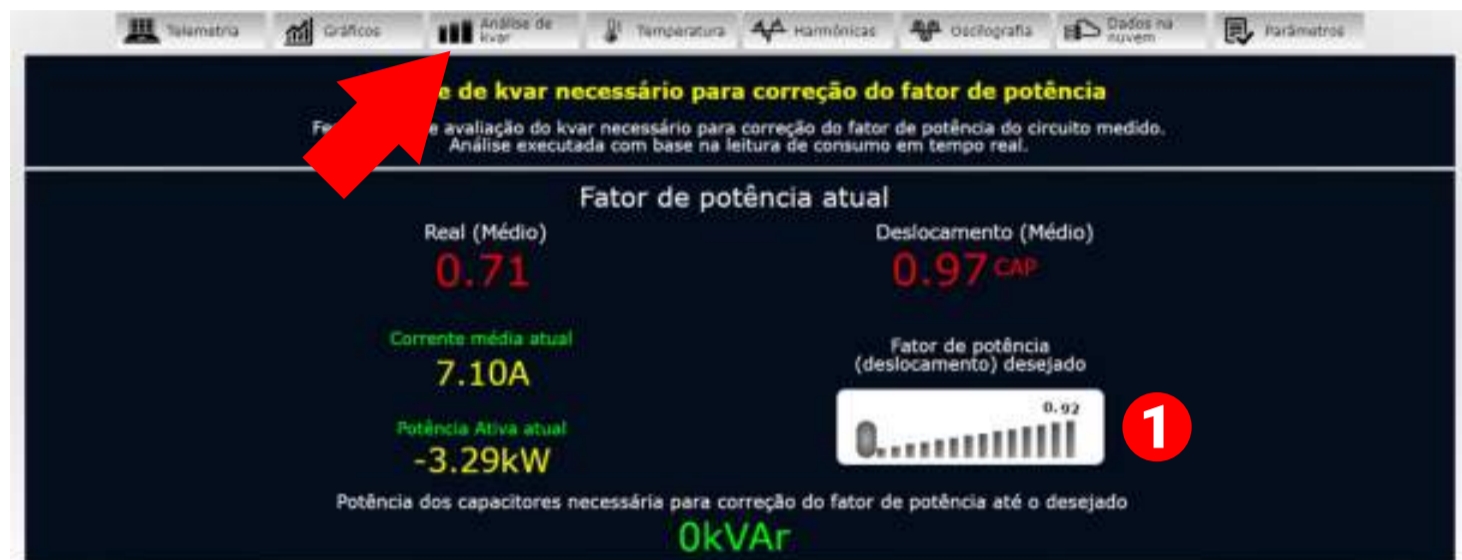 Telemetria
Gráficos
Análise de
kvar
Temperatura
Harmônicas
Oscilografia
Dados na
nuvem
Parâmetros
e de kvar necessário para correção do fator de potência
Fe e avaliação do kvar necessário para correção do fator de potência do circuito medido.
Análise executada com base na leitura de consumo em tempo real.
Fator de potência atual
Real (Médio)
Deslocamento (Médio)
0.71
0.97 CAP
Corrente média atual
7.10A
Fator de potência
(deslocamento) desejado
0.92
1
Potência Ativa atual
-3.29kW
Potência dos capacitores necessária para correção do fator de potência até o desejado
0kVAr